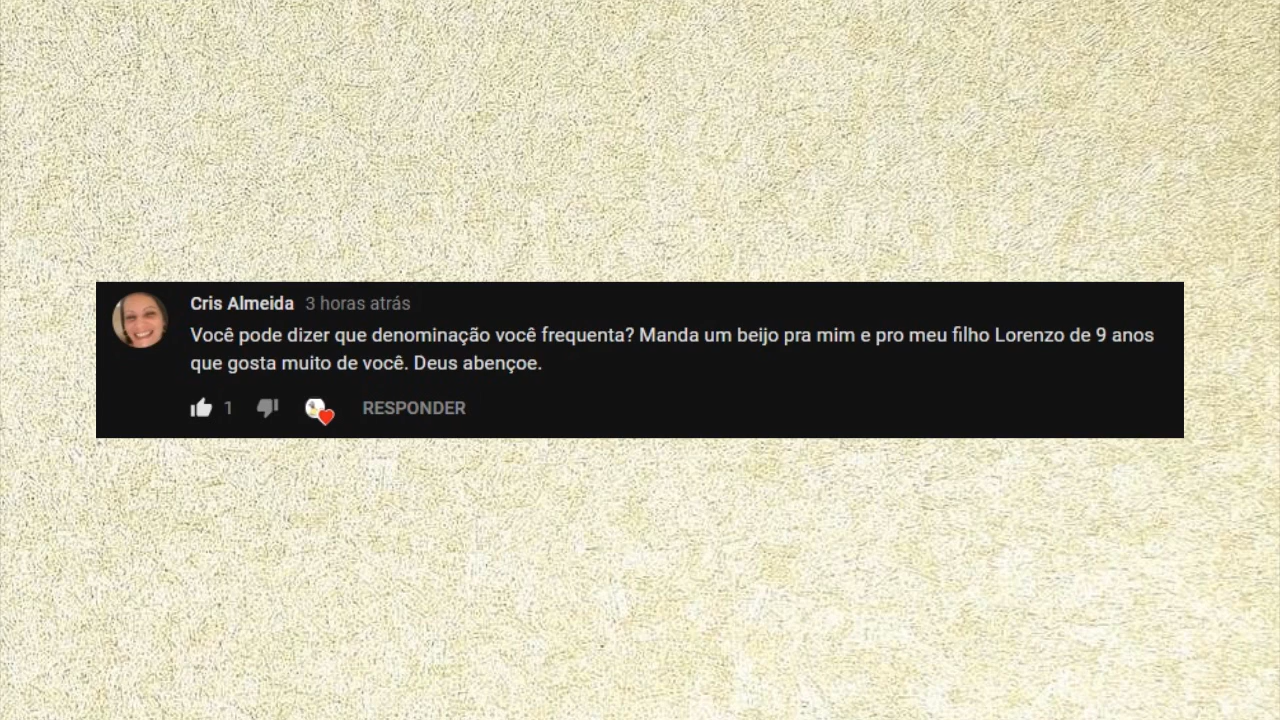 Cris Almeida 3 horas atrás
Você pode dizer que denominação você frequenta? Manda um beijo pra mim e pro meu filho Lorenzo de 9 anos
que gosta muito de você. Deus abençoe.
1 RESPONDER